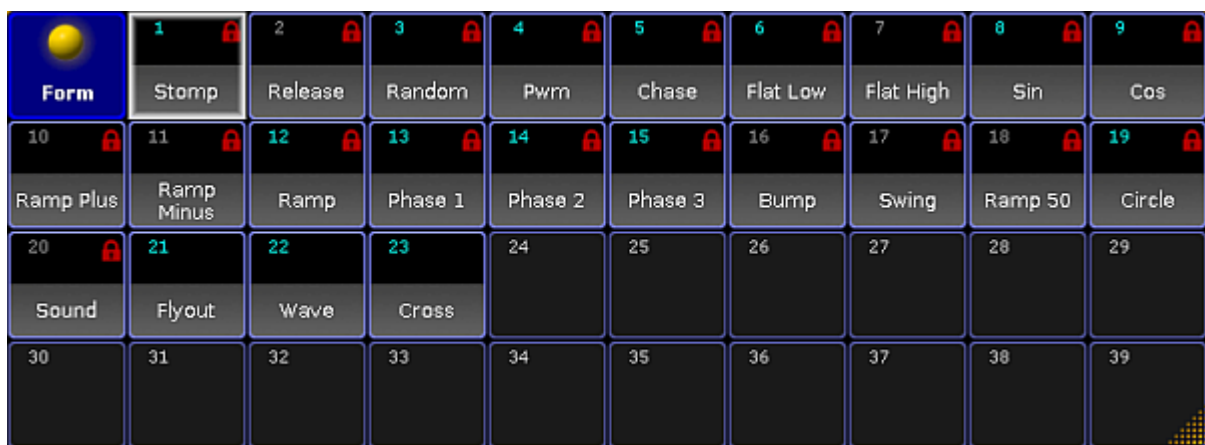 Form
1
Stomp
2
Release
3
Random
4
Pwm
5
Chase
6
Flat Low
7
Flat High
8
Sin
9
Cos
10
Ramp Plus
11
Ramp
Minus
12
Ramp
13
Phase 1
14
Phase 2
15
Phase 3
16
Bump
17
Swing
18
Ramp 50
19
Circle
20
Sound
21
Flyout
22
Wave
23
Cross
24
25
26
27
28
29
30
31
32
33
34
35
36
37
38
39